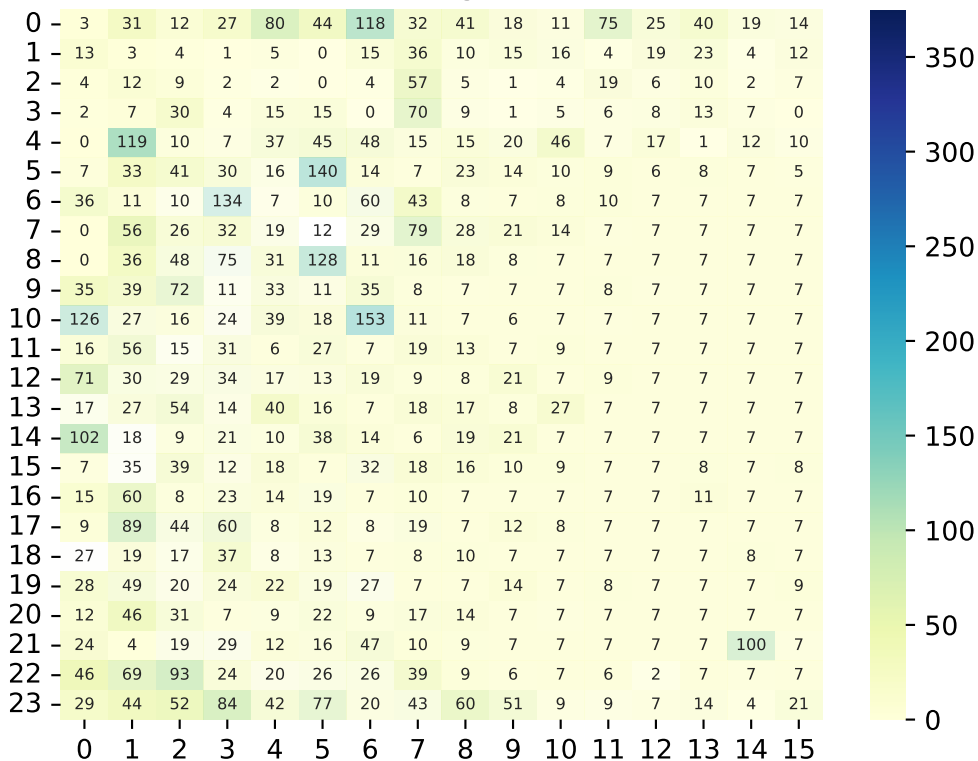 0 3 31 12 27 80 44 118 32 41 18 11 75 25 40 19 14
1 13 3 4 1 5 0 15 36 10 15 16 4 19 23 4 12
2 4 12 9 2 2 0 4 57 5 1 4 19 6 10 2 7
3 2 7 30 4 15 15 0 70 9 1 5 6 8 13 7 0
4 0 119 10 7 37 45 48 15 15 20 46 7 17 1 12 10
5 7 33 41 30 16 140 14 7 23 14 10 9 6 8 7 5
6 36 11 10 134 7 10 60 43 8 7 8 10 7 7 7 7
7 0 56 26 32 19 12 29 79 28 21 14 7 7 7 7 7
8 0 36 48 75 31 128 11 16 18 8 7 7 7 7 7 7
9 35 39 72 11 33 11 35 8 7 7 7 8 7 7 7 7
10 126 27 16 24 39 18 153 11 7 6 7 7 7 7 7 7
11 16 56 15 31 6 27 7 19 13 7 9 7 7 7 7 7
12 71 30 29 34 17 13 19 9 8 21 7 9 7 7 7 7
13 17 27 54 14 40 16 7 18 17 8 27 7 7 7 7 7
14 102 18 9 21 10 38 14 6 19 21 7 7 7 7 7 7
15 7 35 39 12 18 7 32 18 16 10 9 7 7 8 7 8
16 15 60 8 23 14 19 7 10 7 7 7 7 7 11 7 7
17 9 89 44 60 8 12 8 19 7 12 8 7 7 7 7 7
18 27 19 17 37 8 13 7 8 10 7 7 7 7 7 8 7
19 28 49 20 24 22 19 27 7 7 14 7 8 7 7 7 9
20 12 46 31 7 9 22 9 17 14 7 7 7 7 7 7 7
21 24 4 19 29 12 16 47 10 9 7 7 7 7 7 100 7
22 46 69 93 24 20 26 26 39 9 6 7 6 2 7 7 7
23 29 44 52 84 42 77 20 43 60 51 9 9 7 14 4 21
0 1 2 3 4 5 6 7 8 9 10 11 12 13 14 15
350
300
250
200
150
100
50
0